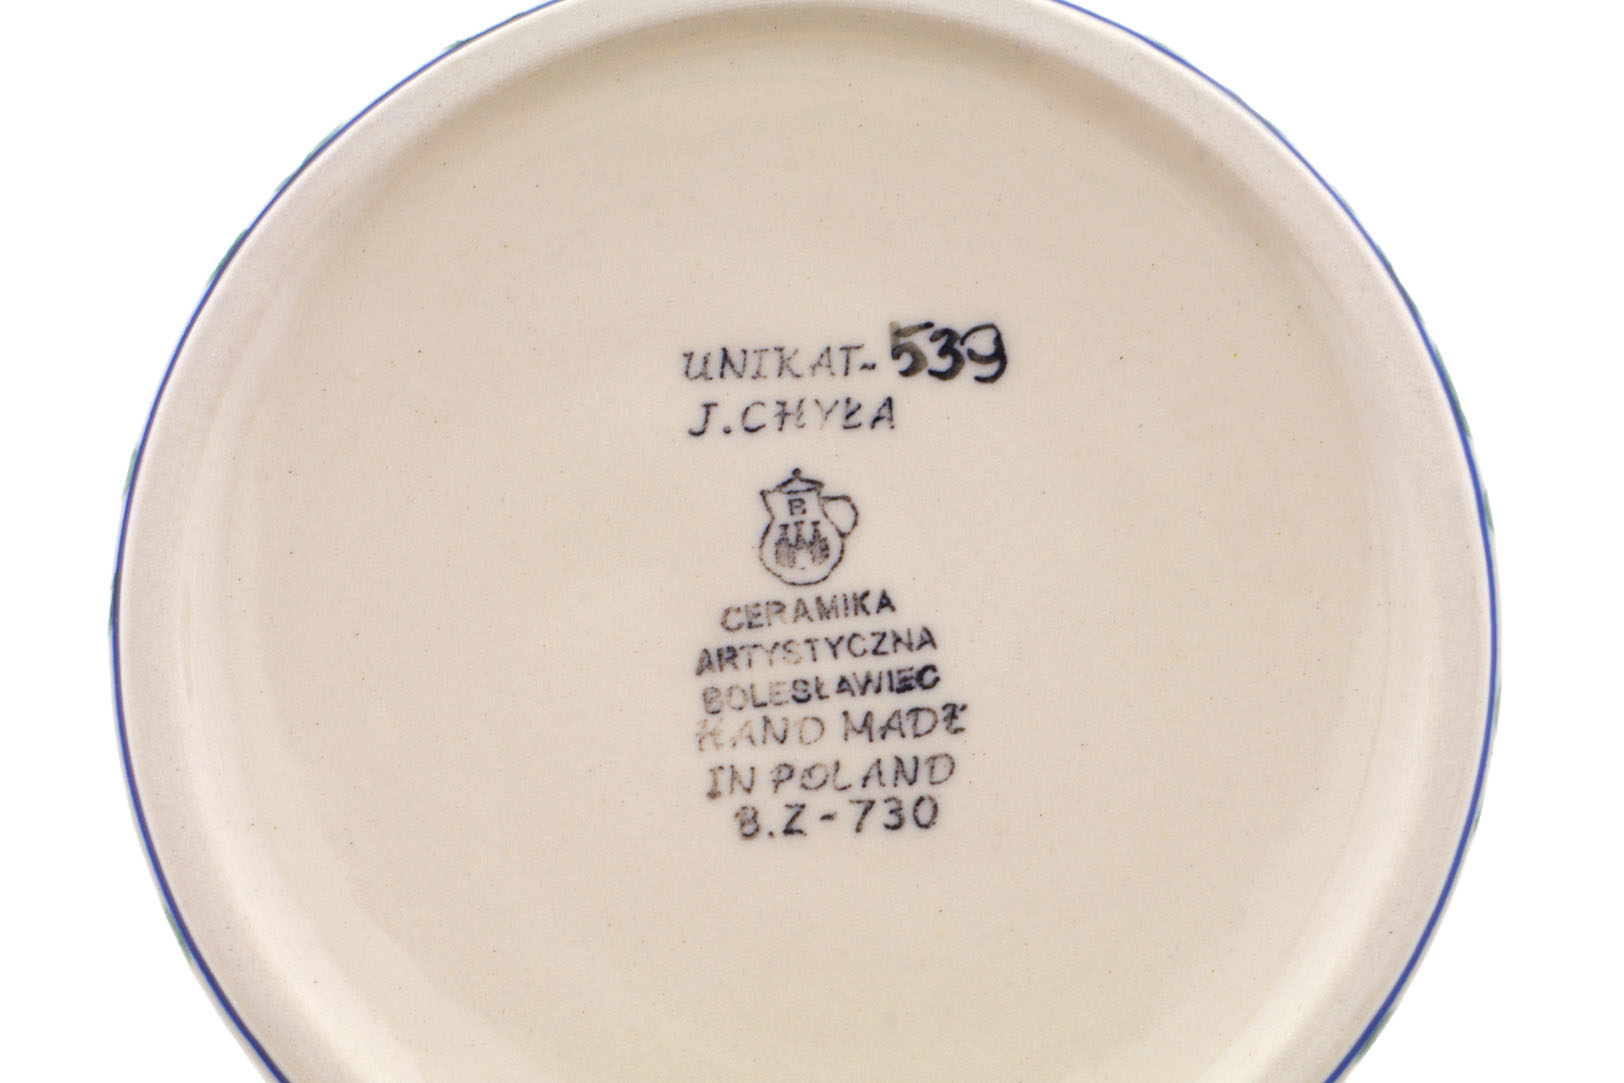 UNIKAT-539
J. CHYŁA
B
CERAMIKA
ARTYSTYCZNA
BOLESŁAWIEC
HAND MADE
IN POLAND
B.Z-730